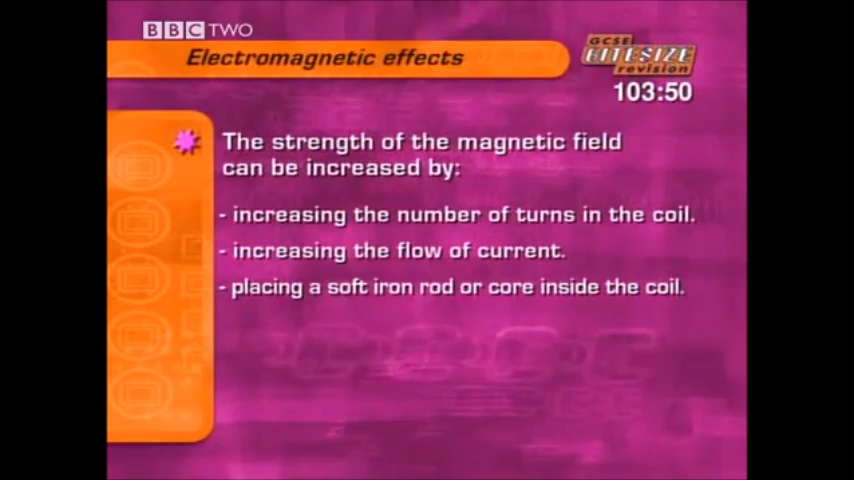 BBC TWO
Electromagnetic effects
GCSE
BITESIZE
revision
103:50
The strength of the magnetic field
can be increased by:
- increasing the number of turns in the coil.
- increasing the flow of current.
- placing a soft iron rod or core inside the coil.